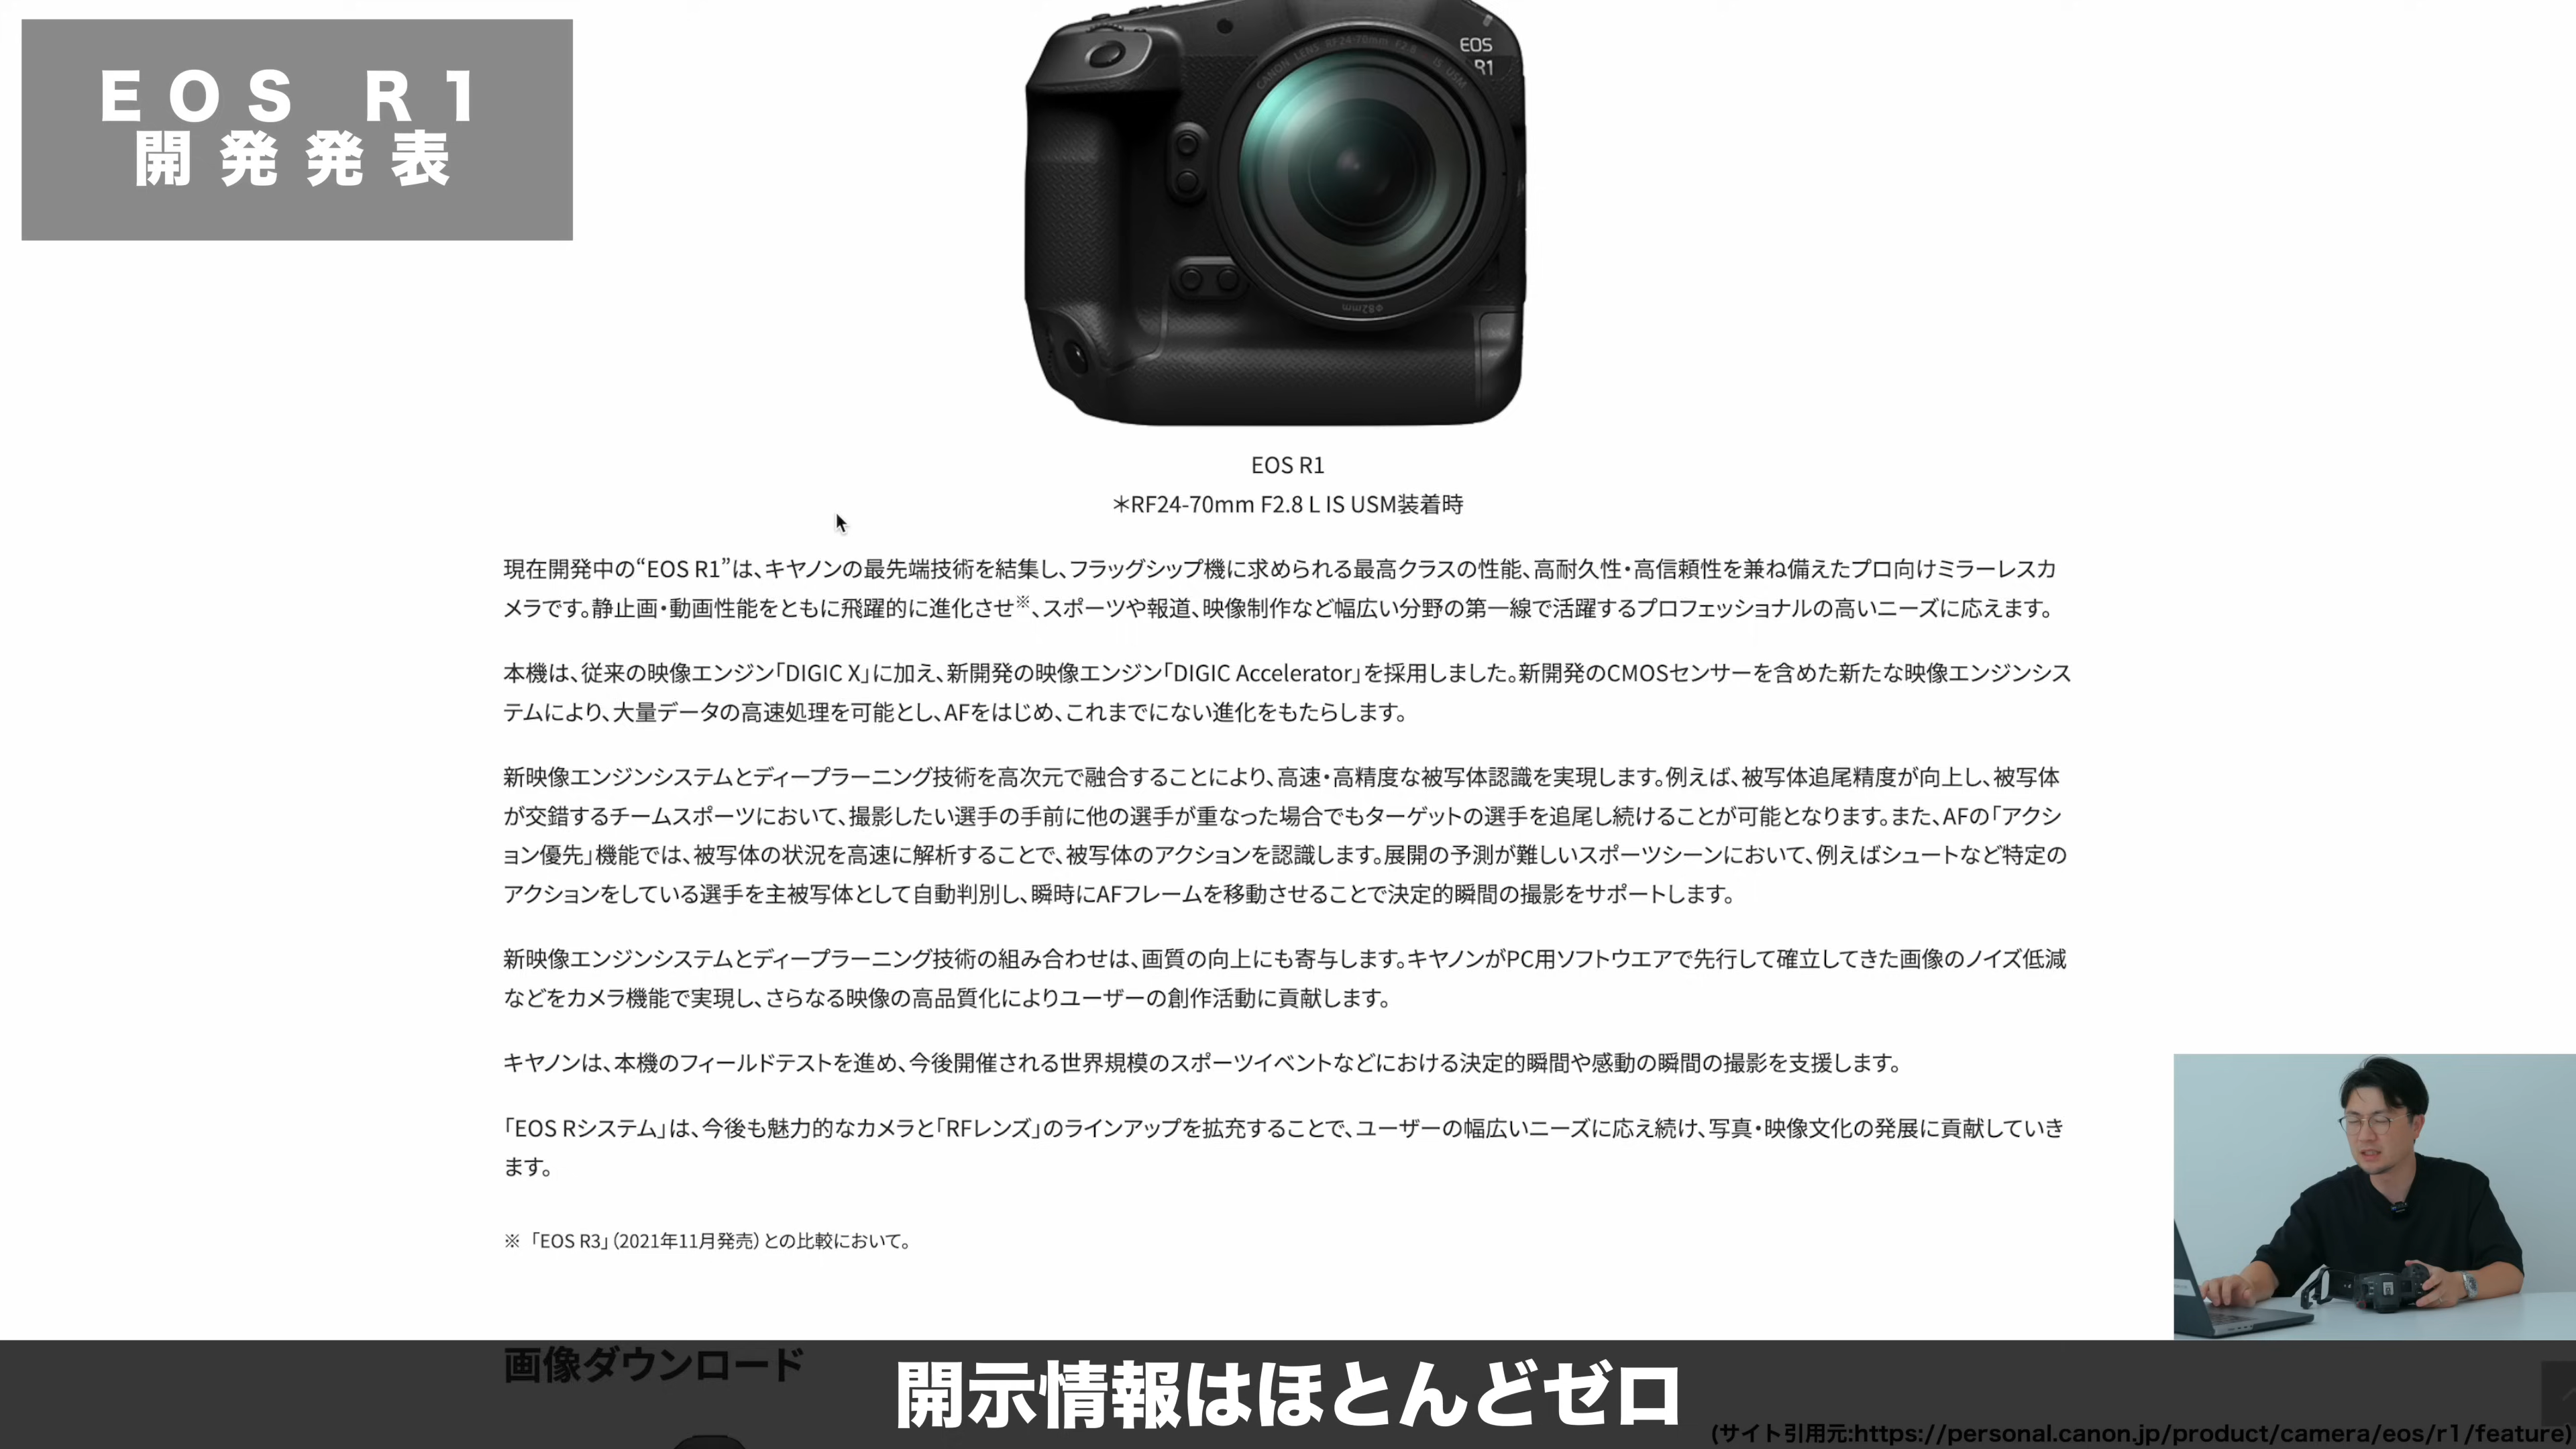 EOS R1
開発発表
CANON LENS RF24-70mm F2.8 L IS USM
EOS
R1
Φ82mm
EOS R1
＊RF24-70mm F2.8 L IS USM装着時
現在開発中の“EOS R1”は、キヤノンの最先端技術を結集し、フラッグシップ機に求められる最高クラスの性能、高耐久性・高信頼性を兼ね備えたプロ向けミラーレスカ
メラです。静止画・動画性能をともに飛躍的に進化させ※、スポーツや報道、映像制作など幅広い分野の第一線で活躍するプロフェッショナルの高いニーズに応えます。
本機は、従来の映像エンジン「DIGIC X」に加え、新開発の映像エンジン「DIGIC Accelerator」を採用しました。新開発のCMOSセンサーを含めた新たな映像エンジンシス
テムにより、大量データの高速処理を可能とし、AFをはじめ、これまでにない進化をもたらします。
新映像エンジンシステムとディープラーニング技術を高次元で融合することにより、高速・高精度な被写体認識を実現します。例えば、被写体追尾精度が向上し、被写体
が交錯するチームスポーツにおいて、撮影したい選手の手前に他の選手が重なった場合でもターゲットの選手を追尾し続けることが可能となります。また、AFの「アクシ
ョン優先」機能では、被写体の状況を高速に解析することで、被写体のアクションを認識します。展開の予測が難しいスポーツシーンにおいて、例えばシュートなど特定の
アクションをしている選手を主被写体として自動判別し、瞬時にAFフレームを移動させることで決定的瞬間の撮影をサポートします。
新映像エンジンシステムとディープラーニング技術の組み合わせは、画質の向上にも寄与します。キヤノンがPC用ソフトウエアで先行して確立してきた画像のノイズ低減
などをカメラ機能で実現し、さらなる映像の高品質化によりユーザーの創作活動に貢献します。
キヤノンは、本機のフィールドテストを進め、今後開催される世界規模のスポーツイベントなどにおける決定的瞬間や感動の瞬間の撮影を支援します。
「EOS Rシステム」は、今後も魅力的なカメラと「RFレンズ」のラインアップを拡充することで、ユーザーの幅広いニーズに応え続け、写真・映像文化の発展に貢献していき
ます。
※ 「EOS R3」（2021年11月発売）との比較において。
画像ダウンロード
開示情報はほとんどゼロ
(サイト引用元:https://personal.canon.jp/product/camera/eos/r1/feature)